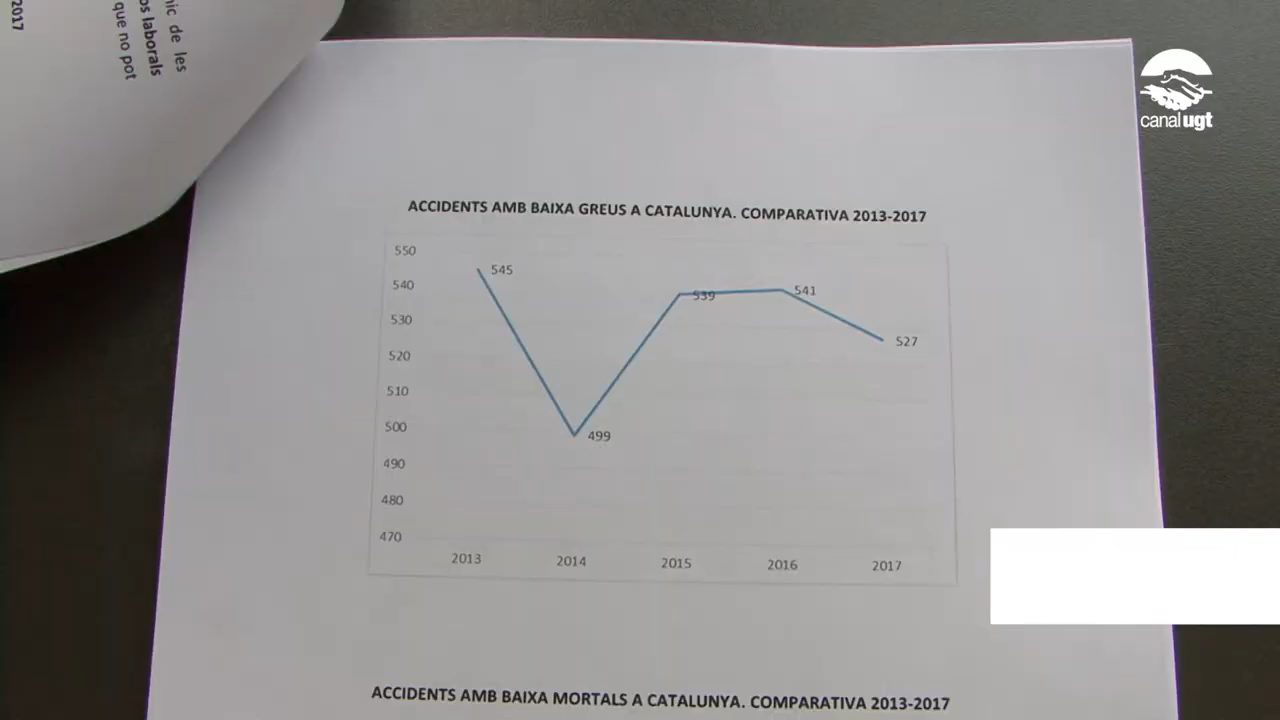 2017
nic de les
os laborals
que no pot
canalugt
ACCIDENTS AMB BAIXA GREUS A CATALUNYA. COMPARATIVA 2013-2017
550
540
530
520
510
500
490
480
470
545
499
539
541
527
2013 2014 2015 2016 2017
ACCIDENTS AMB BAIXA MORTALS A CATALUNYA. COMPARATIVA 2013-2017